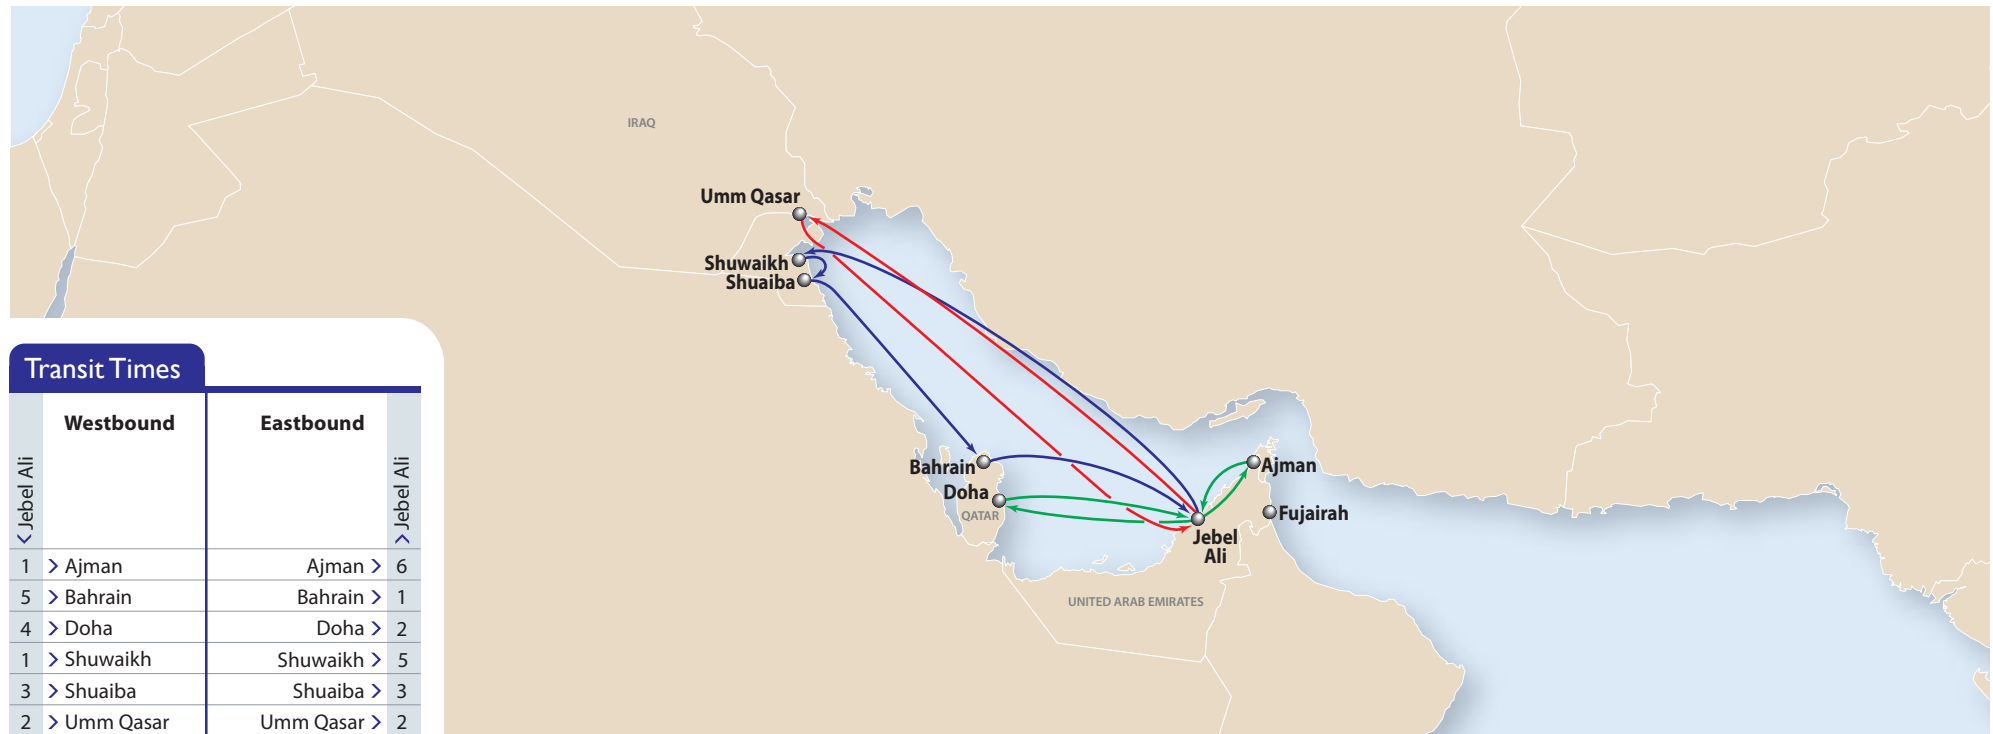 IRAQ
Umm Qasar
Shuwaikh
Shuaiba
Bahrain
Doha
QATAR
Ajman
Fujairah
Jebel
Ali
UNITED ARAB EMIRATES
Transit Times
Westbound Eastbound
< Jebel Ali
> Jebel Ali
1 > Ajman Ajman > 6
5 > Bahrain Bahrain > 1
4 > Doha Doha > 2
1 > Shuwaikh Shuwaikh > 5
3 > Shuaiba Shuaiba > 3
2 > Umm Qasar Umm Qasar > 2